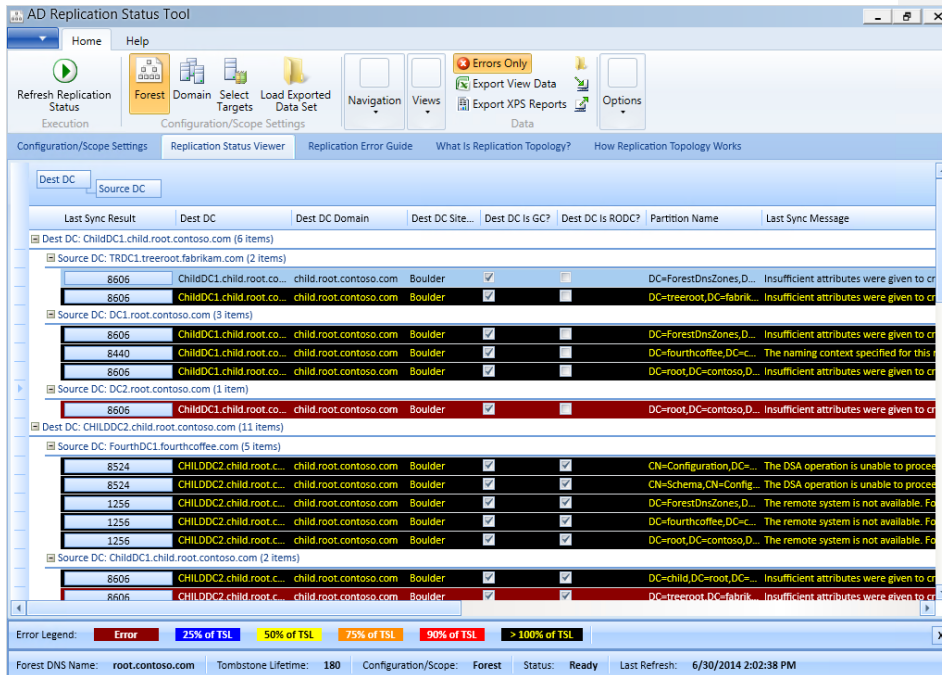 AD Replication Status Tool
Home Help
Refresh Replication Status
Forest Domain Select Targets Load Exported Data Set
Navigation Views
Errors Only
Export View Data
Export XPS Reports
Options
Execution Configuration/Scope Settings Data
Configuration/Scope Settings Replication Status Viewer Replication Error Guide What Is Replication Topology? How Replication Topology Works
Dest DC
Source DC
Last Sync Result Dest DC Dest DC Domain Dest DC Site... Dest DC Is GC? Dest DC Is RODC? Partition Name Last Sync Message
Dest DC: ChildDC1.child.root.contoso.com (6 items)
Source DC: TRDC1.treeroot.fabrikam.com (2 items)
8606 ChildDC1.child.root.co... child.root.contoso.com Boulder DC=ForestDnsZones,D... Insufficient attributes were given to cr
8606 ChildDC1.child.root.co... child.root.contoso.com Boulder DC=treeroot,DC=fabrik... Insufficient attributes were given to cr
Source DC: DC1.root.contoso.com (3 items)
8606 ChildDC1.child.root.co... child.root.contoso.com Boulder DC=ForestDnsZones,D... Insufficient attributes were given to cr
8440 ChildDC1.child.root.co... child.root.contoso.com Boulder DC=fourthcoffee,DC=c... The naming context specified for this r
8606 ChildDC1.child.root.co... child.root.contoso.com Boulder DC=root,DC=contoso,D... Insufficient attributes were given to cr
Source DC: DC2.root.contoso.com (1 item)
8606 ChildDC1.child.root.co... child.root.contoso.com Boulder DC=root,DC=contoso,D... Insufficient attributes were given to cr
Dest DC: CHILDDC2.child.root.contoso.com (11 items)
Source DC: FourthDC1.fourthcoffee.com (5 items)
8524 CHILDDC2.child.root.c... child.root.contoso.com Boulder CN=Configuration,DC=... The DSA operation is unable to procee
8524 CHILDDC2.child.root.c... child.root.contoso.com Boulder CN=Schema,CN=Config... The DSA operation is unable to procee
1256 CHILDDC2.child.root.c... child.root.contoso.com Boulder DC=ForestDnsZones,D... The remote system is not available. Fo
1256 CHILDDC2.child.root.c... child.root.contoso.com Boulder DC=fourthcoffee,DC=c... The remote system is not available. Fo
1256 CHILDDC2.child.root.c... child.root.contoso.com Boulder DC=root,DC=contoso,D... The remote system is not available. Fo
Source DC: ChildDC1.child.root.contoso.com (2 items)
8606 CHILDDC2.child.root.c... child.root.contoso.com Boulder DC=child,DC=root,DC=... Insufficient attributes were given to cr
8606 CHILDDC2.child.root.c... child.root.contoso.com Boulder DC=treeroot,DC=fabrik... Insufficient attributes were given to cr
Error Legend: Error 25% of TSL 50% of TSL 75% of TSL 90% of TSL > 100% of TSL
Forest DNS Name: root.contoso.com Tombstone Lifetime: 180 Configuration/Scope: Forest Status: Ready Last Refresh: 6/30/2014 2:02:38 PM